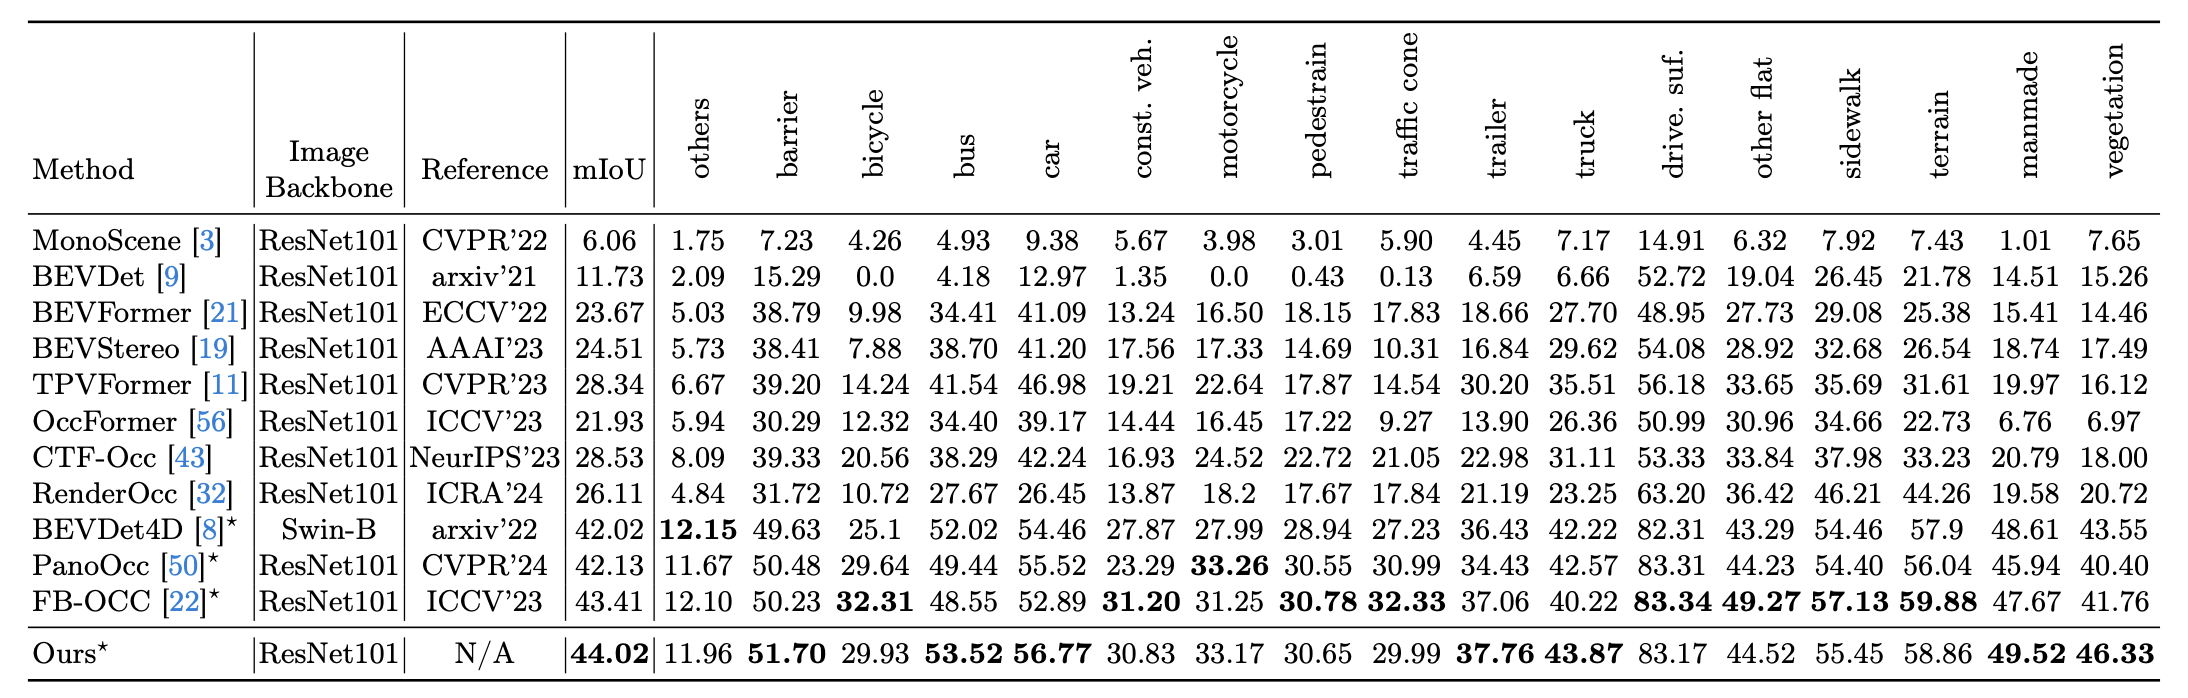 Method Image Backbone Reference mIoU others barrier bicycle bus car const. veh. motorcycle pedestrain traffic cone trailer truck drive. suf. other flat sidewalk terrain manmade vegetation
MonoScene [3] ResNet101 CVPR'22 6.06 1.75 7.23 4.26 4.93 9.38 5.67 3.98 3.01 5.90 4.45 7.17 14.91 6.32 7.92 7.43 1.01 7.65
BEVDet [9] ResNet101 arxiv'21 11.73 2.09 15.29 0.0 4.18 12.97 1.35 0.0 0.43 0.13 6.59 6.66 52.72 19.04 26.45 21.78 14.51 15.26
BEVFormer [21] ResNet101 ECCV'22 23.67 5.03 38.79 9.98 34.41 41.09 13.24 16.50 18.15 17.83 18.66 27.70 48.95 27.73 29.08 25.38 15.41 14.46
BEVStereo [19] ResNet101 AAAI'23 24.51 5.73 38.41 7.88 38.70 41.20 17.56 17.33 14.69 10.31 16.84 29.62 54.08 28.92 32.68 26.54 18.74 17.49
TPVFormer [11] ResNet101 CVPR'23 28.34 6.67 39.20 14.24 41.54 46.98 19.21 22.64 17.87 14.54 30.20 35.51 56.18 33.65 35.69 31.61 19.97 16.12
OccFormer [56] ResNet101 ICCV'23 21.93 5.94 30.29 12.32 34.40 39.17 14.44 16.45 17.22 9.27 13.90 26.36 50.99 30.96 34.66 22.73 6.76 6.97
CTF-Occ [43] ResNet101 NeurIPS'23 28.53 8.09 39.33 20.56 38.29 42.24 16.93 24.52 22.72 21.05 22.98 31.11 53.33 33.84 37.98 33.23 20.79 18.00
RenderOcc [32] ResNet101 ICRA'24 26.11 4.84 31.72 10.72 27.67 26.45 13.87 18.2 17.67 17.84 21.19 23.25 63.20 36.42 46.21 44.26 19.58 20.72
BEVDet4D [8]⋆ Swin-B arxiv'22 42.02 12.15 49.63 25.1 52.02 54.46 27.87 27.99 28.94 27.23 36.43 42.22 82.31 43.29 54.46 57.9 48.61 43.55
PanoOcc [50]⋆ ResNet101 CVPR'24 42.13 11.67 50.48 29.64 49.44 55.52 23.29 33.26 30.55 30.99 34.43 42.57 83.31 44.23 54.40 56.04 45.94 40.40
FB-OCC [22]⋆ ResNet101 ICCV'23 43.41 12.10 50.23 32.31 48.55 52.89 31.20 31.25 30.78 32.33 37.06 40.22 83.34 49.27 57.13 59.88 47.67 41.76
Ours⋆ ResNet101 N/A 44.02 11.96 51.70 29.93 53.52 56.77 30.83 33.17 30.65 29.99 37.76 43.87 83.17 44.52 55.45 58.86 49.52 46.33